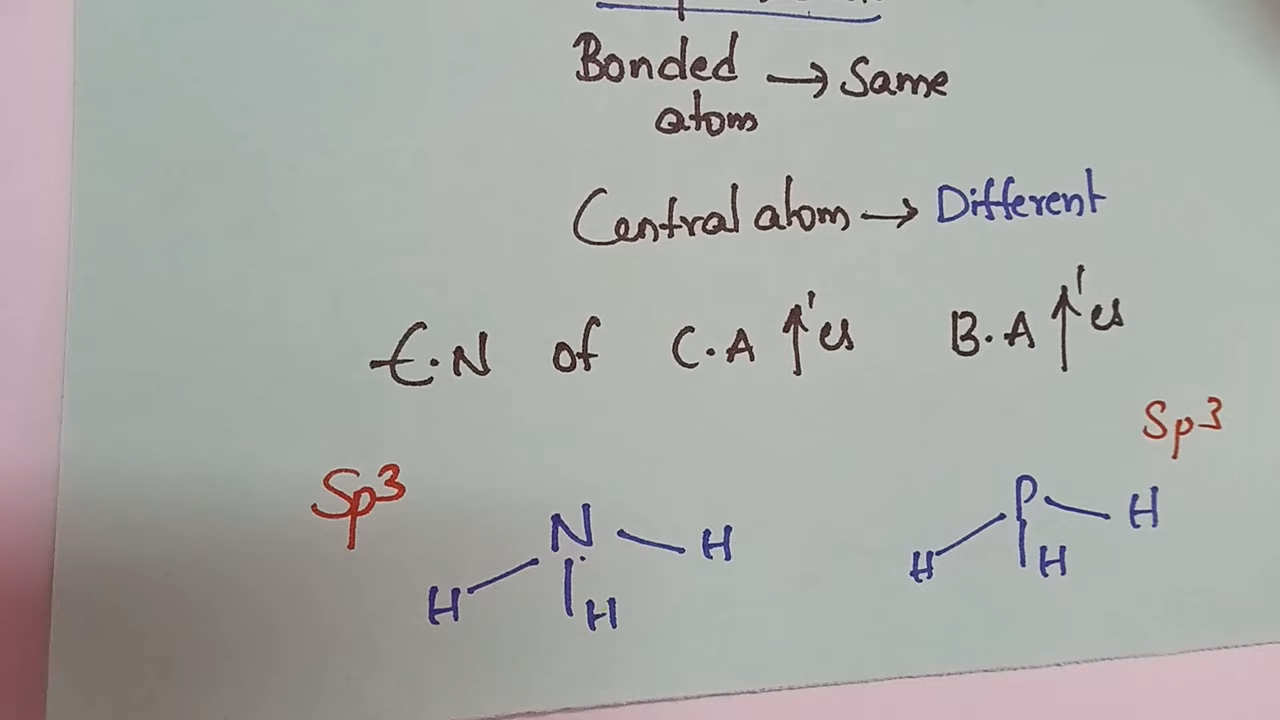 Bonded → Same
atom
Central atom → Different
E.N of C.A ↑'es B.A ↑'es
Sp³ Sp³
N H P H
H H H H